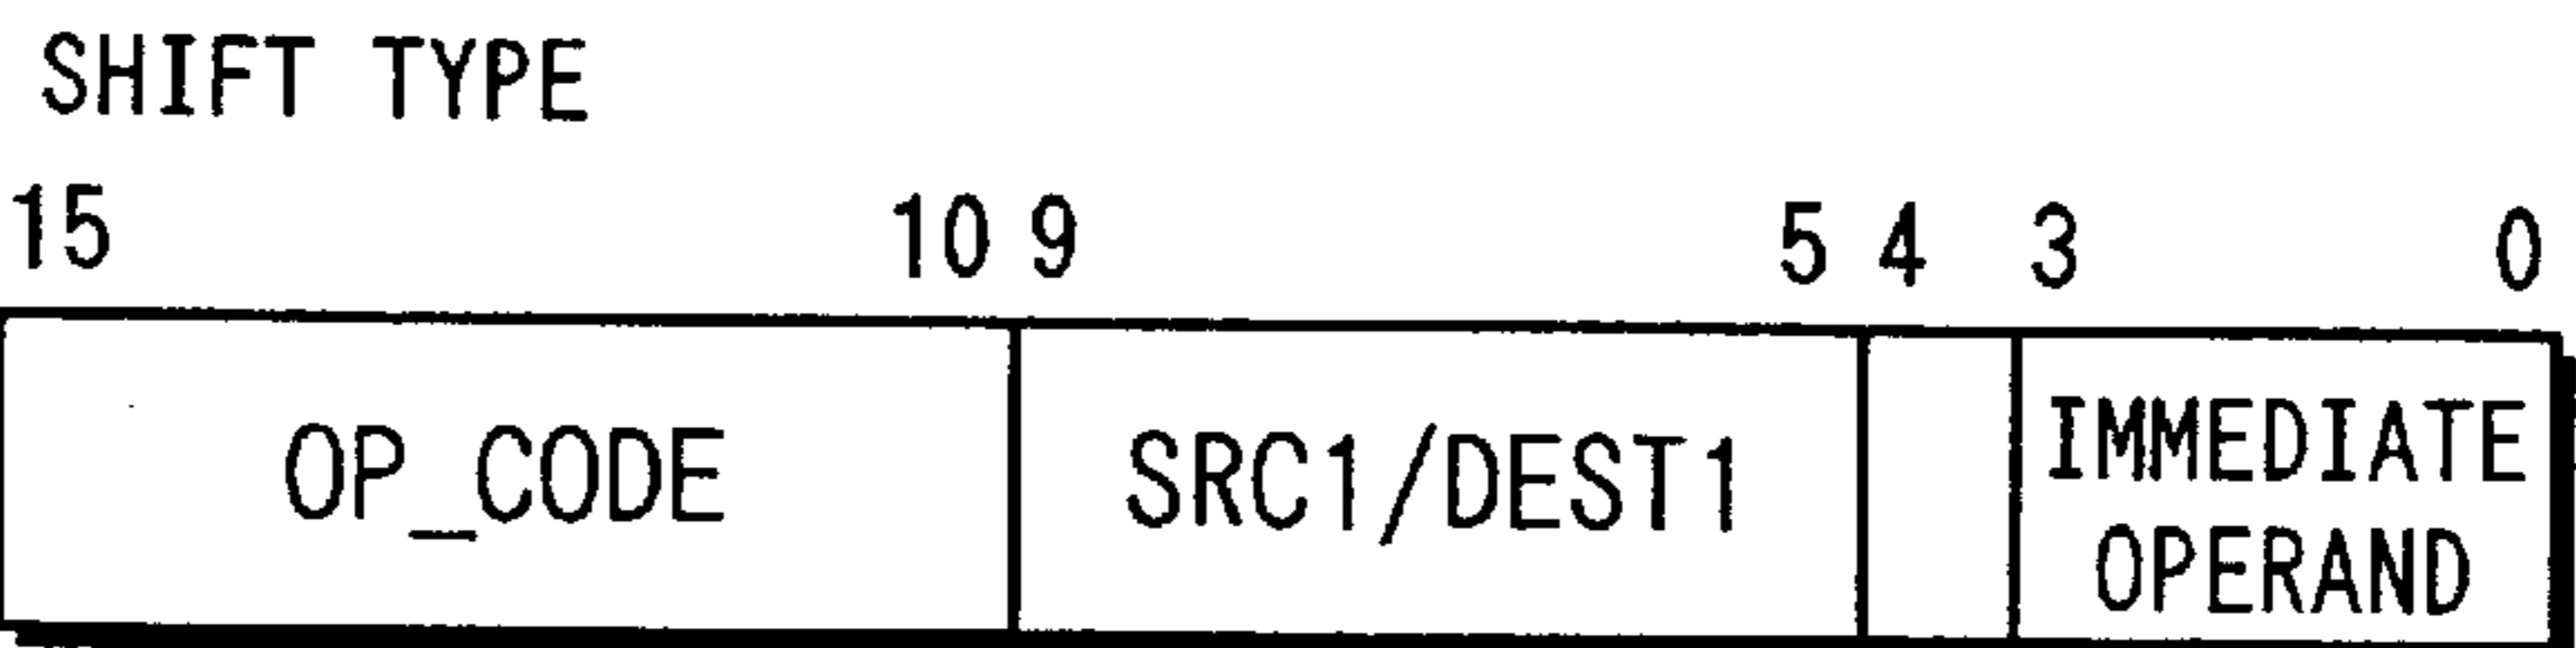 SHIFT TYPE
15 10 9 5 4 3 0
OP_CODE SRC1/DEST1 IMMEDIATE
OPERAND